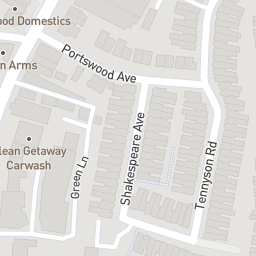 ood Domestics
Portswood Ave
n Arms
lean Getaway
Carwash
Green Ln
Shakespeare Ave
Tennyson Rd